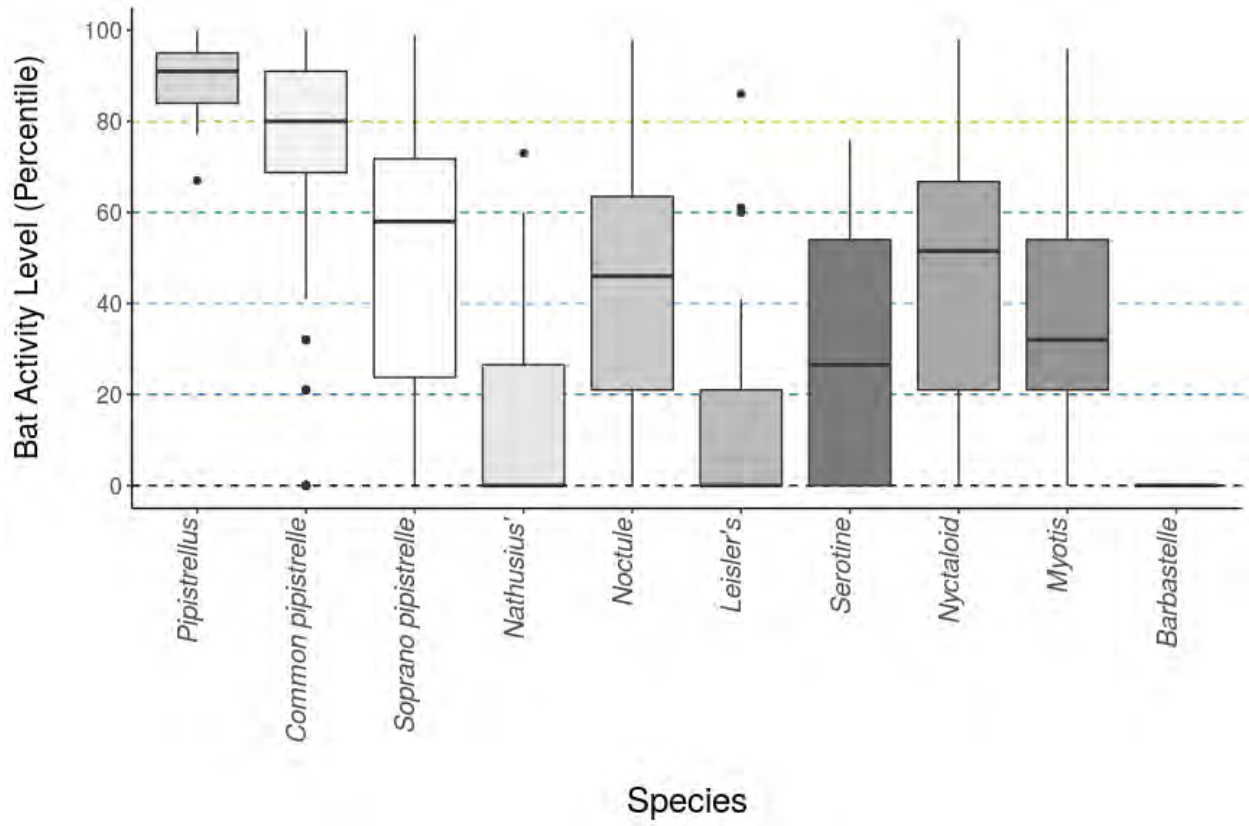 Bat Activity Level (Percentile)
100
80
60
40
20
0
Pipistrellus
Common pipistrelle
Soprano pipistrelle
Nathusius'
Noctule
Leisler's
Serotine
Nyctaloid
Myotis
Barbastelle
Species